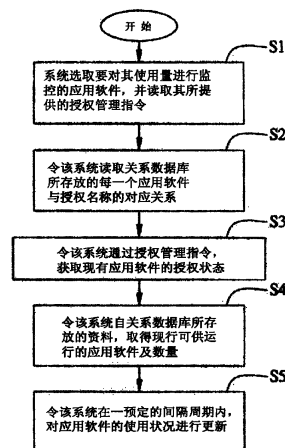 开 始
S1
系统选取要对其使用量进行监
控的应用软件，并读取其所提
供的授权管理指令
S2
令该系统读取关系数据库
所存放的每一个应用软件
与授权名称的对应关系
S3
令该系统通过授权管理指令，
获取现有应用软件的授权状态
S4
令该系统自关系数据库所存
放的资料，取得现行可供运
行的应用软件及数量
S5
令该系统在一预定的间隔周期内，
对应用软件的使用状况进行更新